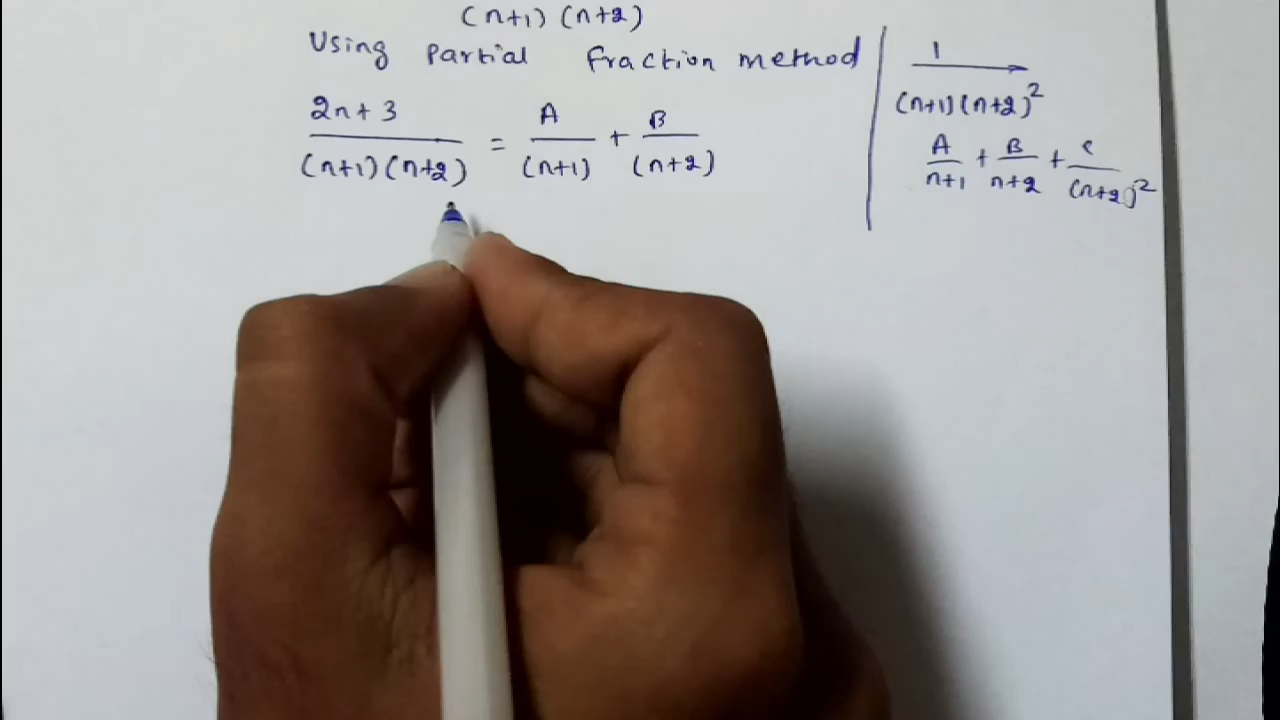 (n+1) (n+2)
Using Partial fraction method
2n+3 / (n+1)(n+2) = A / (n+1) + B / (n+2)
1 / (n+1)(n+2)²
A / n+1 + B / n+2 + C / (n+2)²